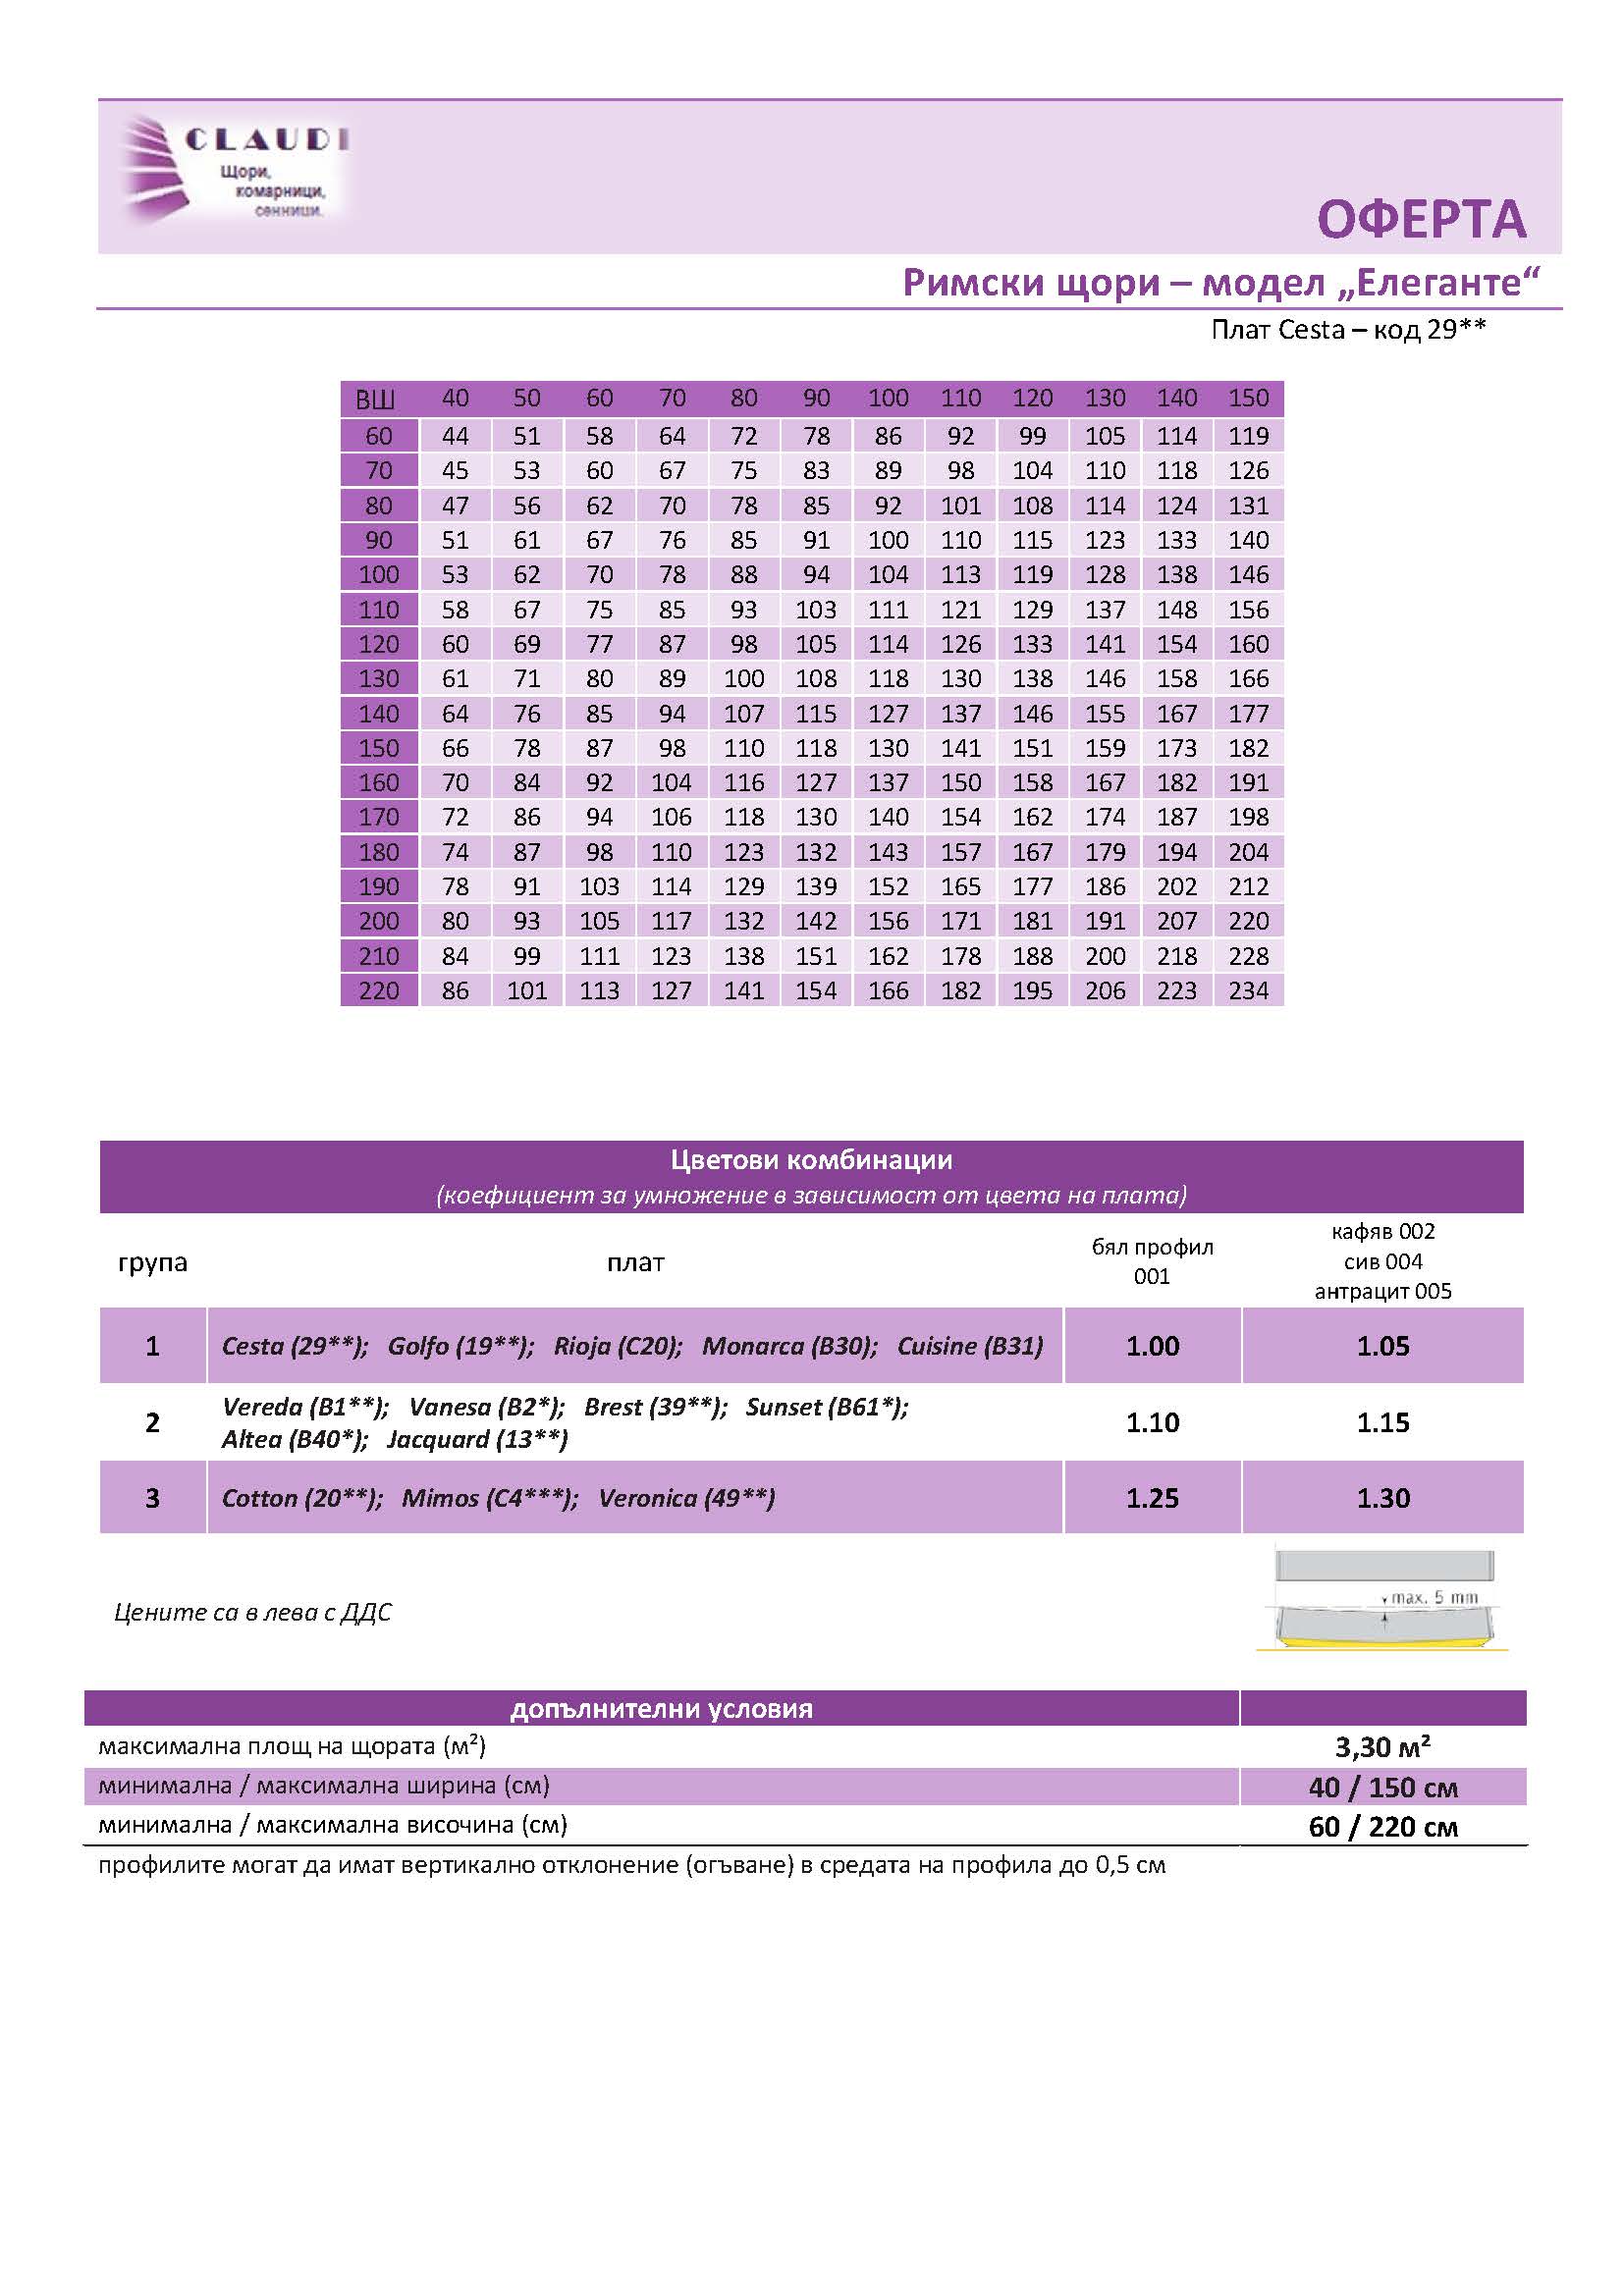 CLAUDI
Щори,
комарници,
сенници.
ОФЕРТА
Римски щори – модел „Елеганте“
Плат Cesta – код 29**
ВШ 40 50 60 70 80 90 100 110 120 130 140 150
60 44 51 58 64 72 78 86 92 99 105 114 119
70 45 53 60 67 75 83 89 98 104 110 118 126
80 47 56 62 70 78 85 92 101 108 114 124 131
90 51 61 67 76 85 91 100 110 115 123 133 140
100 53 62 70 78 88 94 104 113 119 128 138 146
110 58 67 75 85 93 103 111 121 129 137 148 156
120 60 69 77 87 98 105 114 126 133 141 154 160
130 61 71 80 89 100 108 118 130 138 146 158 166
140 64 76 85 94 107 115 127 137 146 155 167 177
150 66 78 87 98 110 118 130 141 151 159 173 182
160 70 84 92 104 116 127 137 150 158 167 182 191
170 72 86 94 106 118 130 140 154 162 174 187 198
180 74 87 98 110 123 132 143 157 167 179 194 204
190 78 91 103 114 129 139 152 165 177 186 202 212
200 80 93 105 117 132 142 156 171 181 191 207 220
210 84 99 111 123 138 151 162 178 188 200 218 228
220 86 101 113 127 141 154 166 182 195 206 223 234
Цветови комбинации
(коефициент за умножение в зависимост от цвета на плата)
група плат
бял профил
001
кафяв 002
сив 004
антрацит 005
1 Cesta (29**); Golfo (19**); Rioja (C20); Monarca (B30); Cuisine (B31) 1.00 1.05
2 Vereda (B1**); Vanesa (B2*); Brest (39**); Sunset (B61*);
Altea (B40*); Jacquard (13**) 1.10 1.15
3 Cotton (20**); Mimos (C4***); Veronica (49**) 1.25 1.30
max. 5 mm
Цените са в лева с ДДС
допълнителни условия
максимална площ на щората (м²) 3,30 м²
минимална / максимална ширина (см) 40 / 150 см
минимална / максимална височина (см) 60 / 220 см
профилите могат да имат вертикално отклонение (огъване) в средата на профила до 0,5 см